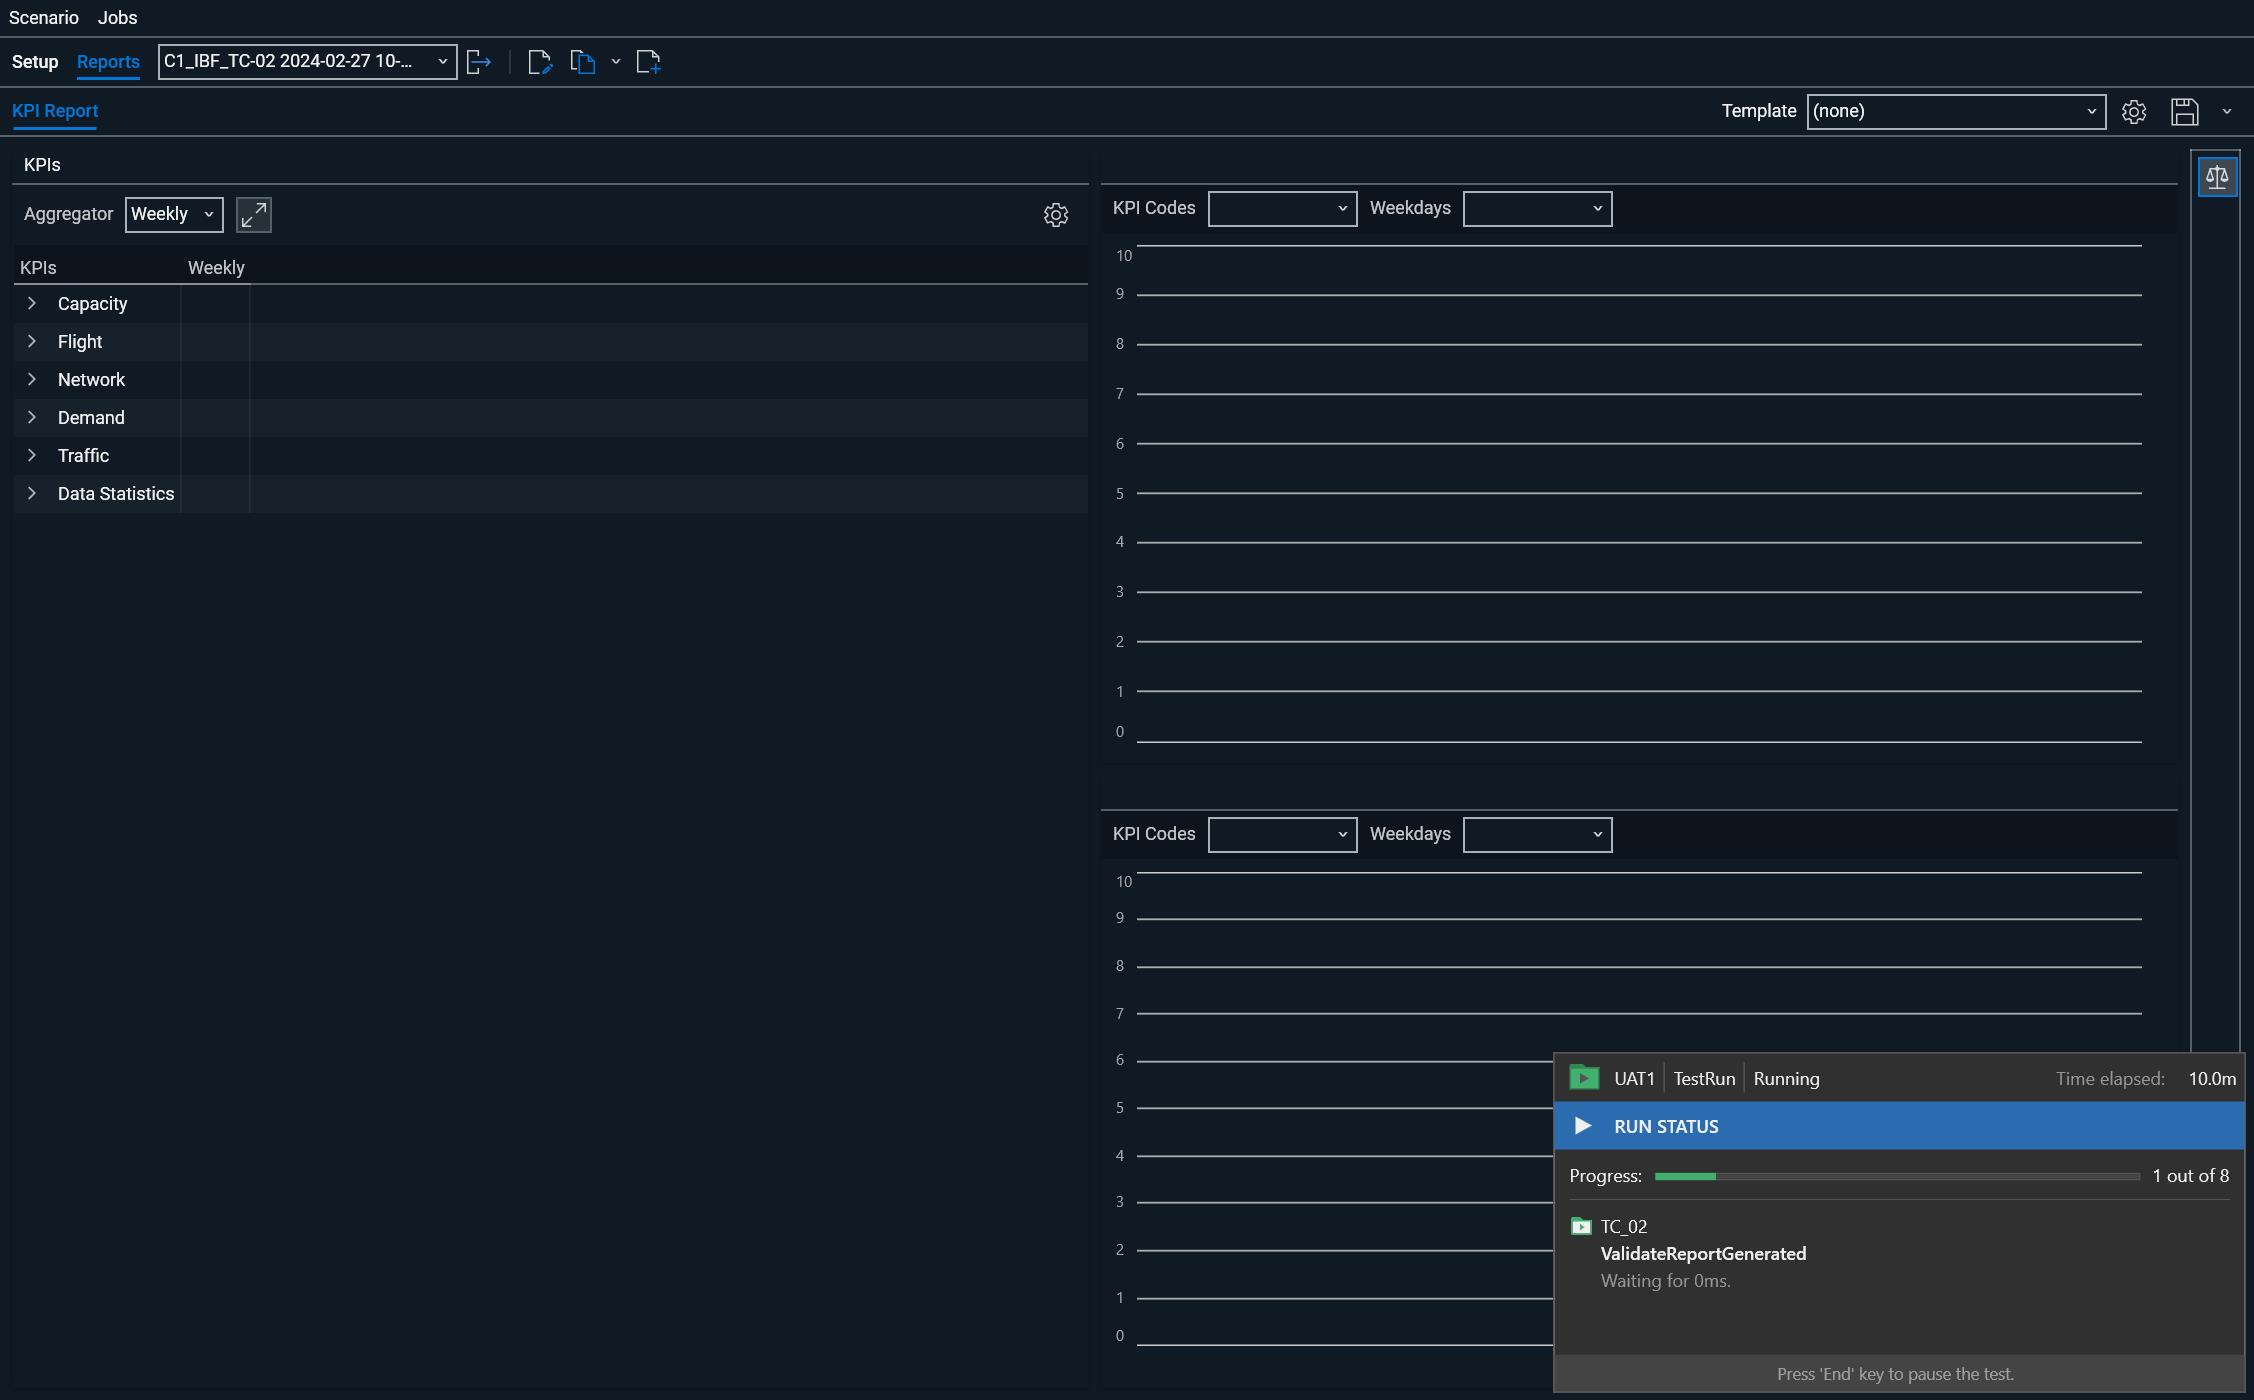 Scenario Jobs
Setup Reports C1_IBF_TC-02 2024-02-27 10-...
KPI Report Template (none)
KPIs
Aggregator Weekly
KPIs Weekly
Capacity
Flight
Network
Demand
Traffic
Data Statistics
KPI Codes Weekdays
10
9
8
7
6
5
4
3
2
1
0
KPI Codes Weekdays
10
9
8
7
6
5
4
3
2
1
0
UAT1 TestRun Running Time elapsed: 10.0m
RUN STATUS
Progress: 1 out of 8
TC_02
ValidateReportGenerated
Waiting for 0ms.
Press 'End' key to pause the test.